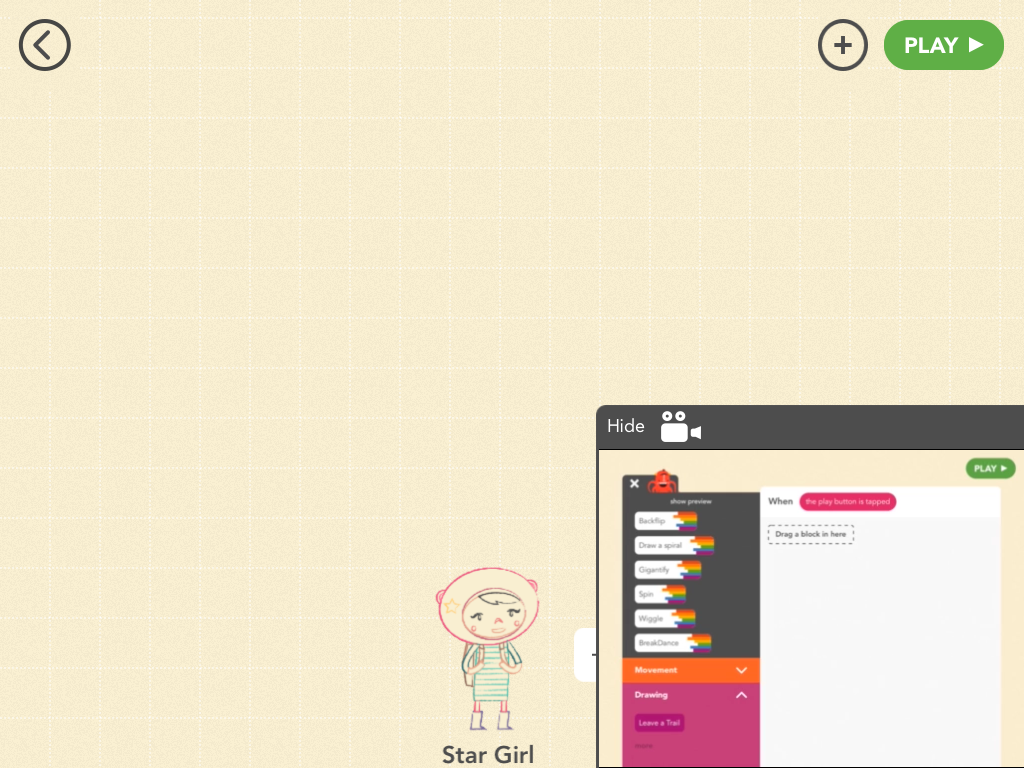 PLAY
Hide
PLAY
show preview
When the play button is tapped
Backflip
Drag a block in here
Draw a spiral
Gigantify
Spin
Wiggle
BreakDance
Movement
Drawing
Leave a Trail
more
Star Girl